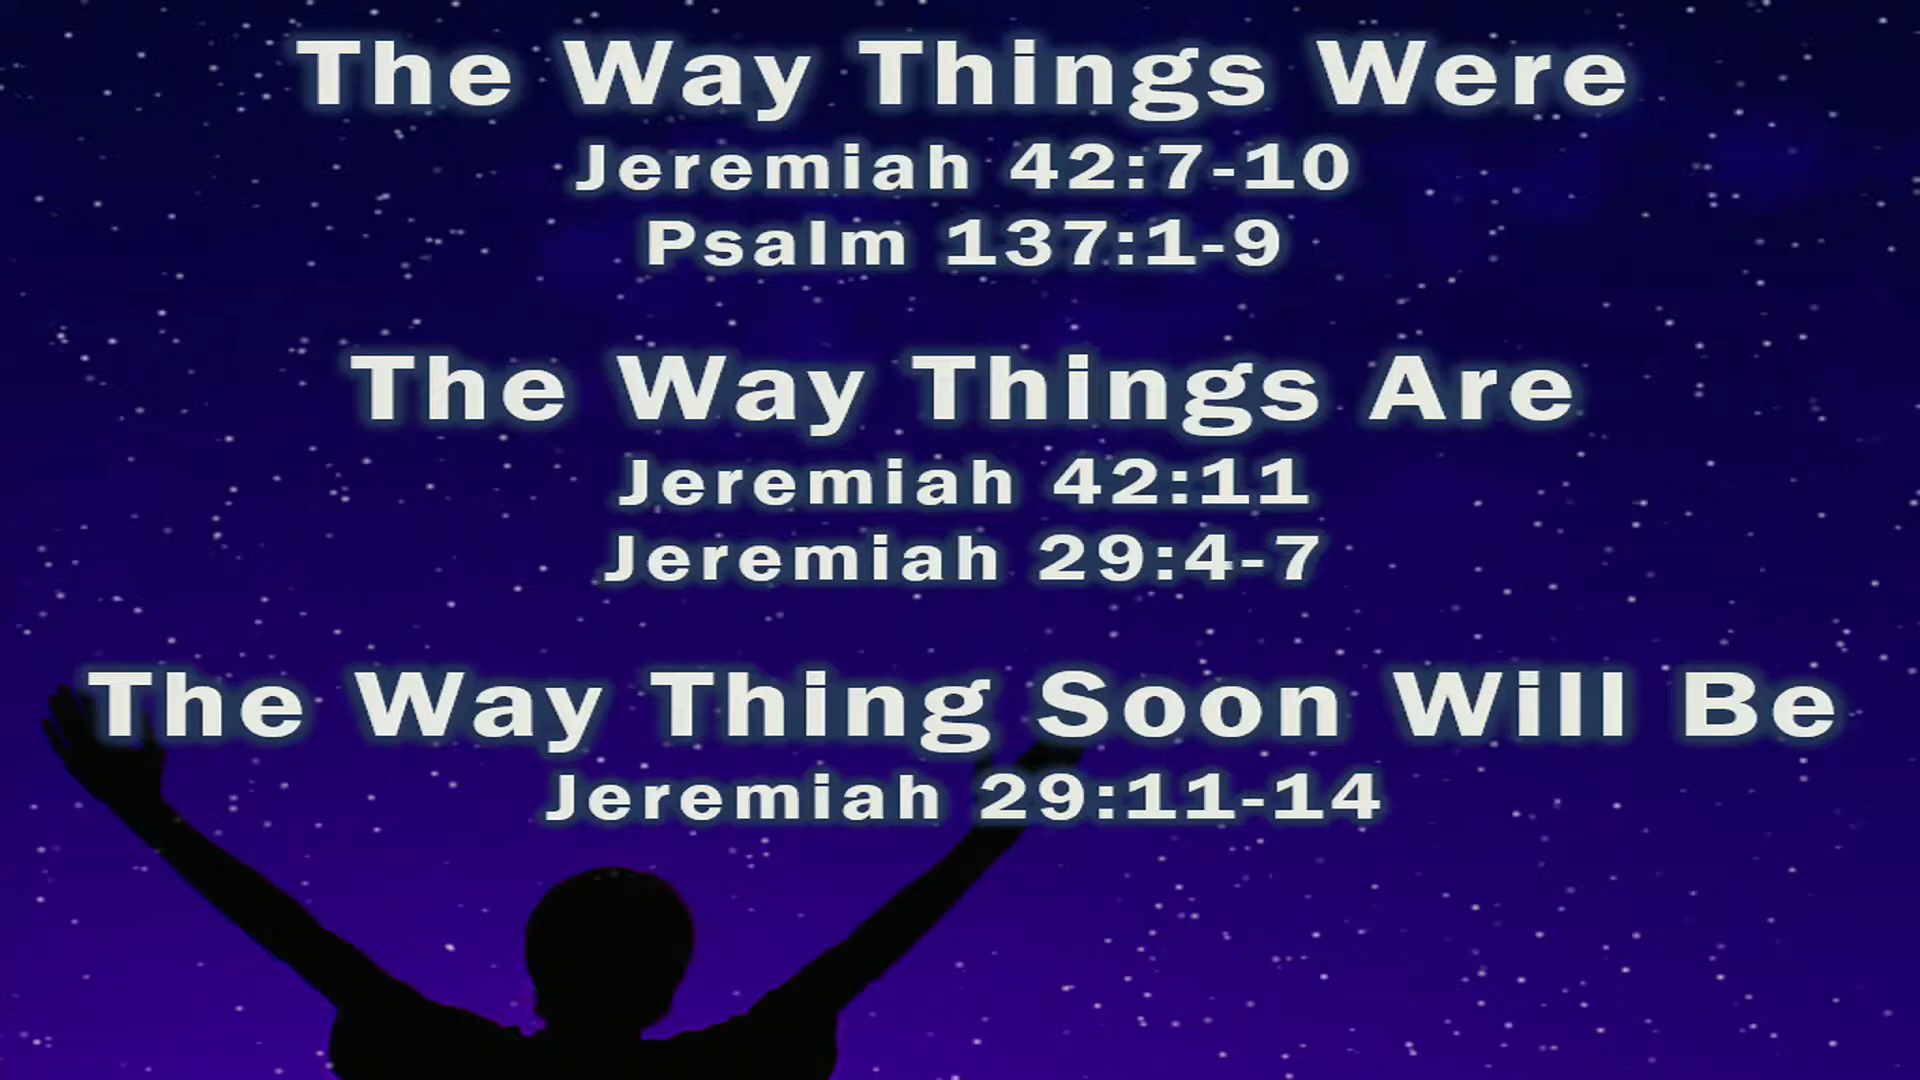 The Way Things Were
Jeremiah 42:7-10
Psalm 137:1-9
The Way Things Are
Jeremiah 42:11
Jeremiah 29:4-7
The Way Thing Soon Will Be
Jeremiah 29:11-14